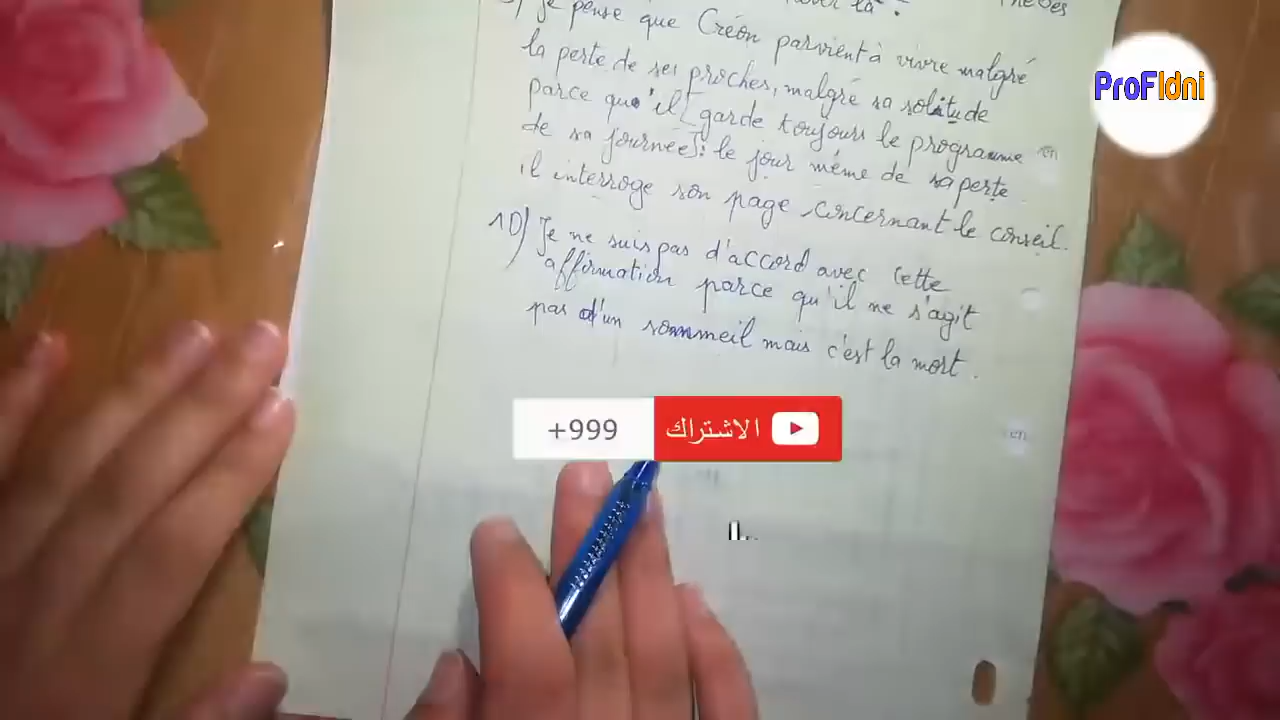 Thèbes
9) Je pense que Créon parvient à vivre malgré
la perte de ses proches, malgré sa solitude
parce qu'il [garde toujours le programme
de sa journée]: le jour même de sa perte
il interroge son page concernant le conseil.
10) Je ne suis pas d'accord avec cette
affirmation parce qu'il ne s'agit
pas d'un sommeil mais c'est la mort.
ProFIdni
+999 الاشتراك